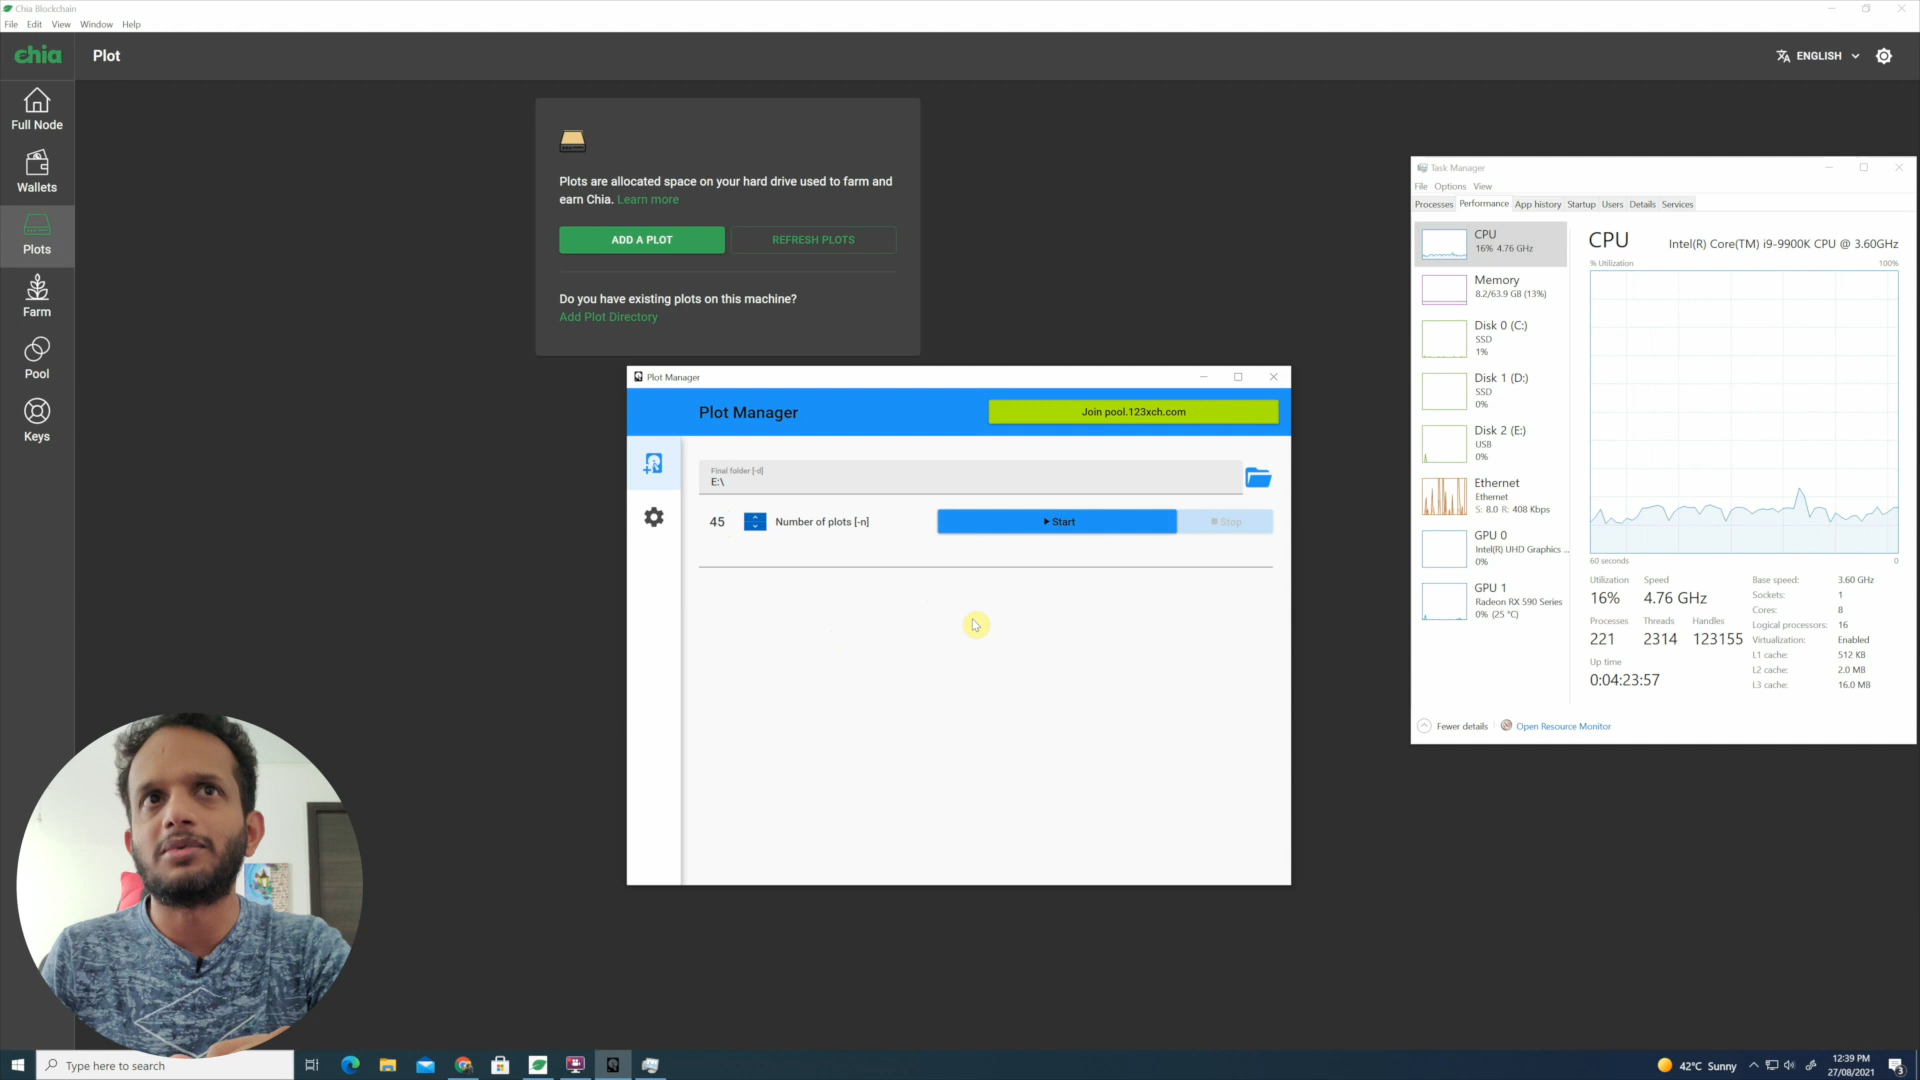 Chia Blockchain
File Edit View Window Help
chia
Plot
ENGLISH
Full Node
Wallets
Plots
Farm
Pool
Keys
Plots are allocated space on your hard drive used to farm and
earn Chia. Learn more
ADD A PLOT
REFRESH PLOTS
Do you have existing plots on this machine?
Add Plot Directory
Plot Manager
Plot Manager
Join pool.123xch.com
Final folder [-d]
E:\
45
Number of plots [-n]
Start
Stop
Task Manager
File Options View
Processes Performance App history Startup Users Details Services
CPU
16% 4.76 GHz
Memory
8.2/63.9 GB (13%)
Disk 0 (C:)
SSD
1%
Disk 1 (D:)
SSD
0%
Disk 2 (E:)
USB
0%
Ethernet
Ethernet
S: 8.0 R: 408 Kbps
GPU 0
Intel(R) UHD Graphics ...
0%
GPU 1
Radeon RX 590 Series
0% (25 °C)
CPU
Intel(R) Core(TM) i9-9900K CPU @ 3.60GHz
% Utilization
100%
60 seconds
0
Utilization Speed
16% 4.76 GHz
Processes Threads Handles
221 2314 123155
Up time
0:04:23:57
Base speed: 3.60 GHz
Sockets: 1
Cores: 8
Logical processors: 16
Virtualization: Enabled
L1 cache: 512 KB
L2 cache: 2.0 MB
L3 cache: 16.0 MB
Fewer details
Open Resource Monitor
Type here to search
42°C Sunny
12:39 PM
27/08/2021
3